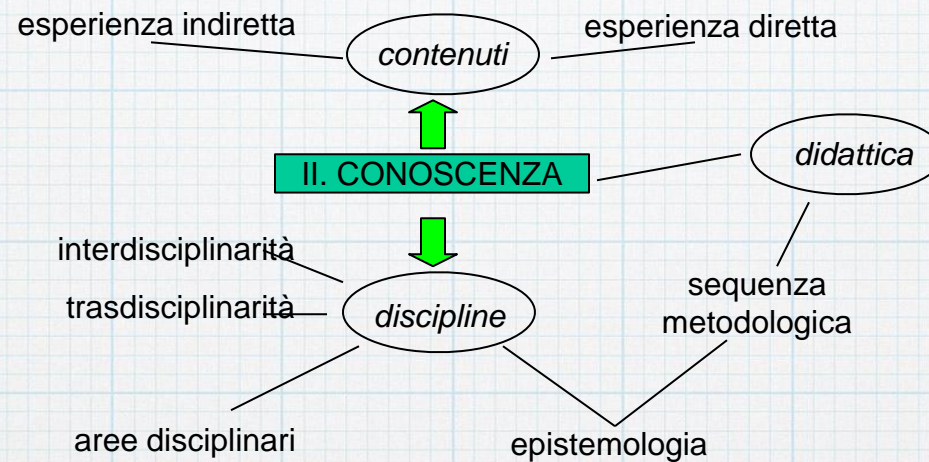 esperienza indiretta
contenuti
esperienza diretta
didattica
II. CONOSCENZA
interdisciplinarità
trasdisciplinarità
discipline
sequenza
metodologica
aree disciplinari
epistemologia